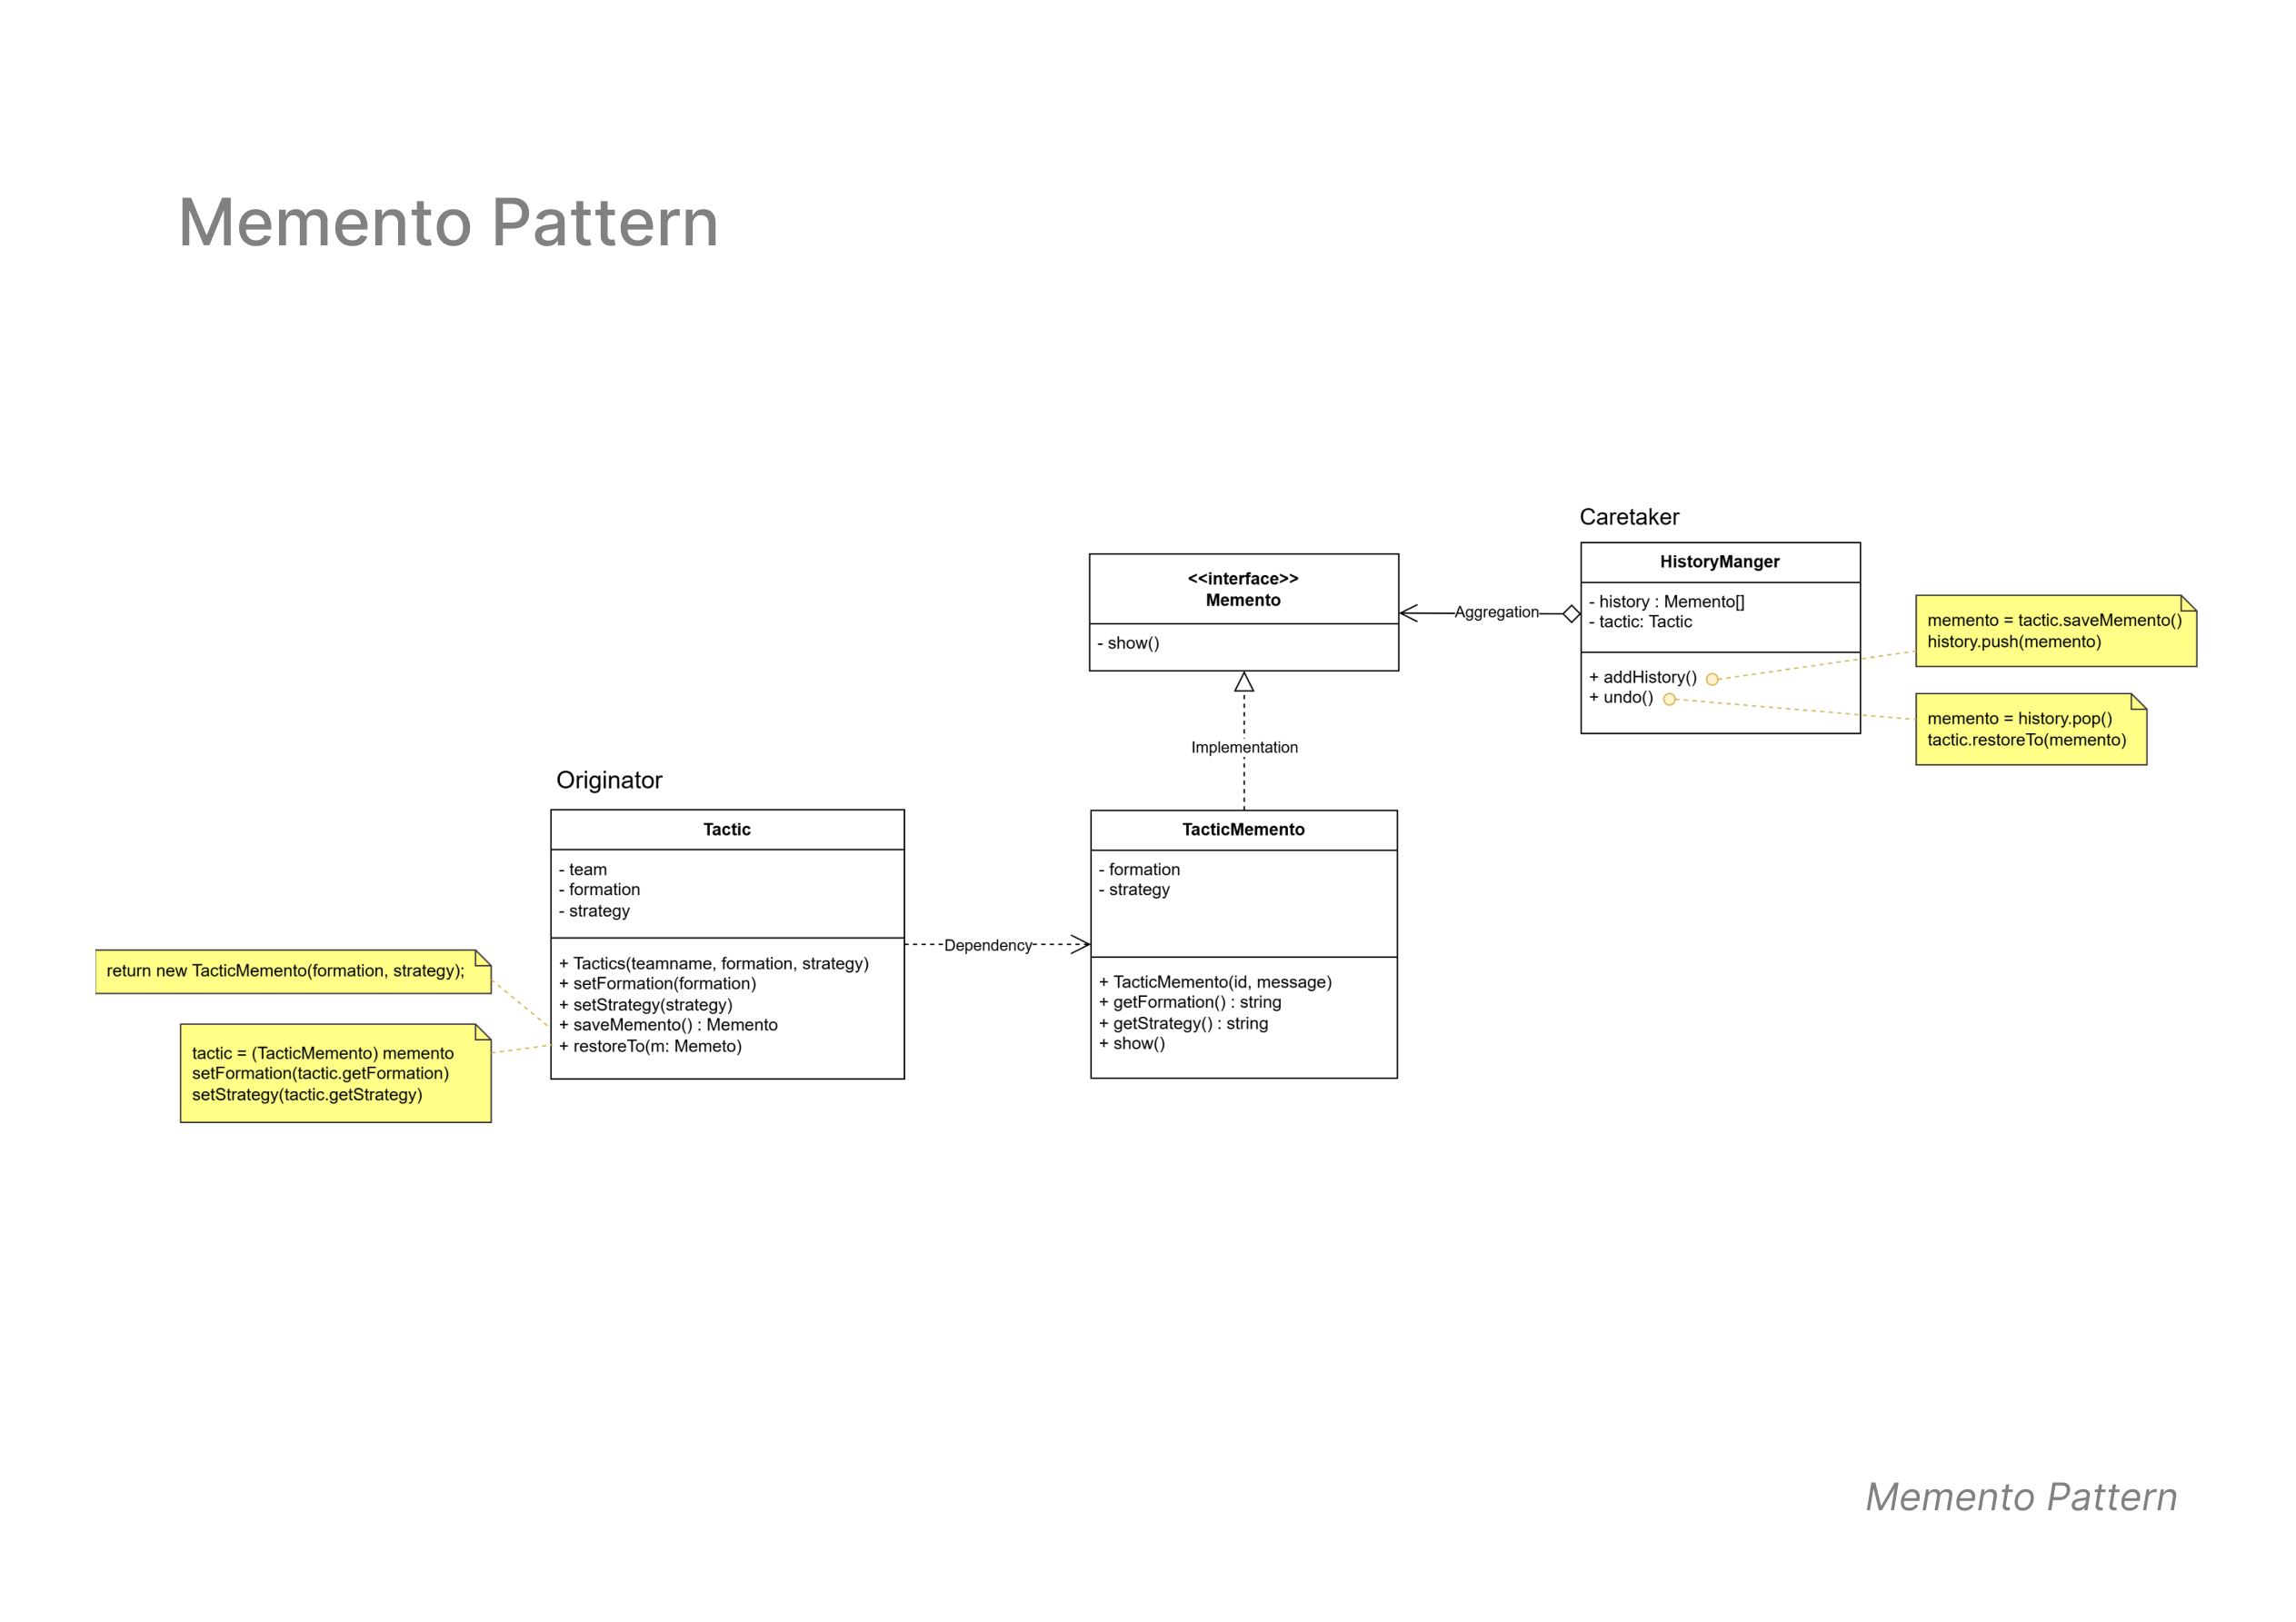 Memento Pattern
Caretaker
HistoryManger
- history : Memento[]
- tactic: Tactic
+ addHistory()
+ undo()
memento = tactic.saveMemento()
history.push(memento)
memento = history.pop()
tactic.restoreTo(memento)
<<interface>>
Memento
- show()
Aggregation
Implementation
Originator
Tactic
- team
- formation
- strategy
+ Tactics(teamname, formation, strategy)
+ setFormation(formation)
+ setStrategy(strategy)
+ saveMemento() : Memento
+ restoreTo(m: Memeto)
return new TacticMemento(formation, strategy);
tactic = (TacticMemento) memento
setFormation(tactic.getFormation)
setStrategy(tactic.getStrategy)
Dependency
TacticMemento
- formation
- strategy
+ TacticMemento(id, message)
+ getFormation() : string
+ getStrategy() : string
+ show()
Memento Pattern